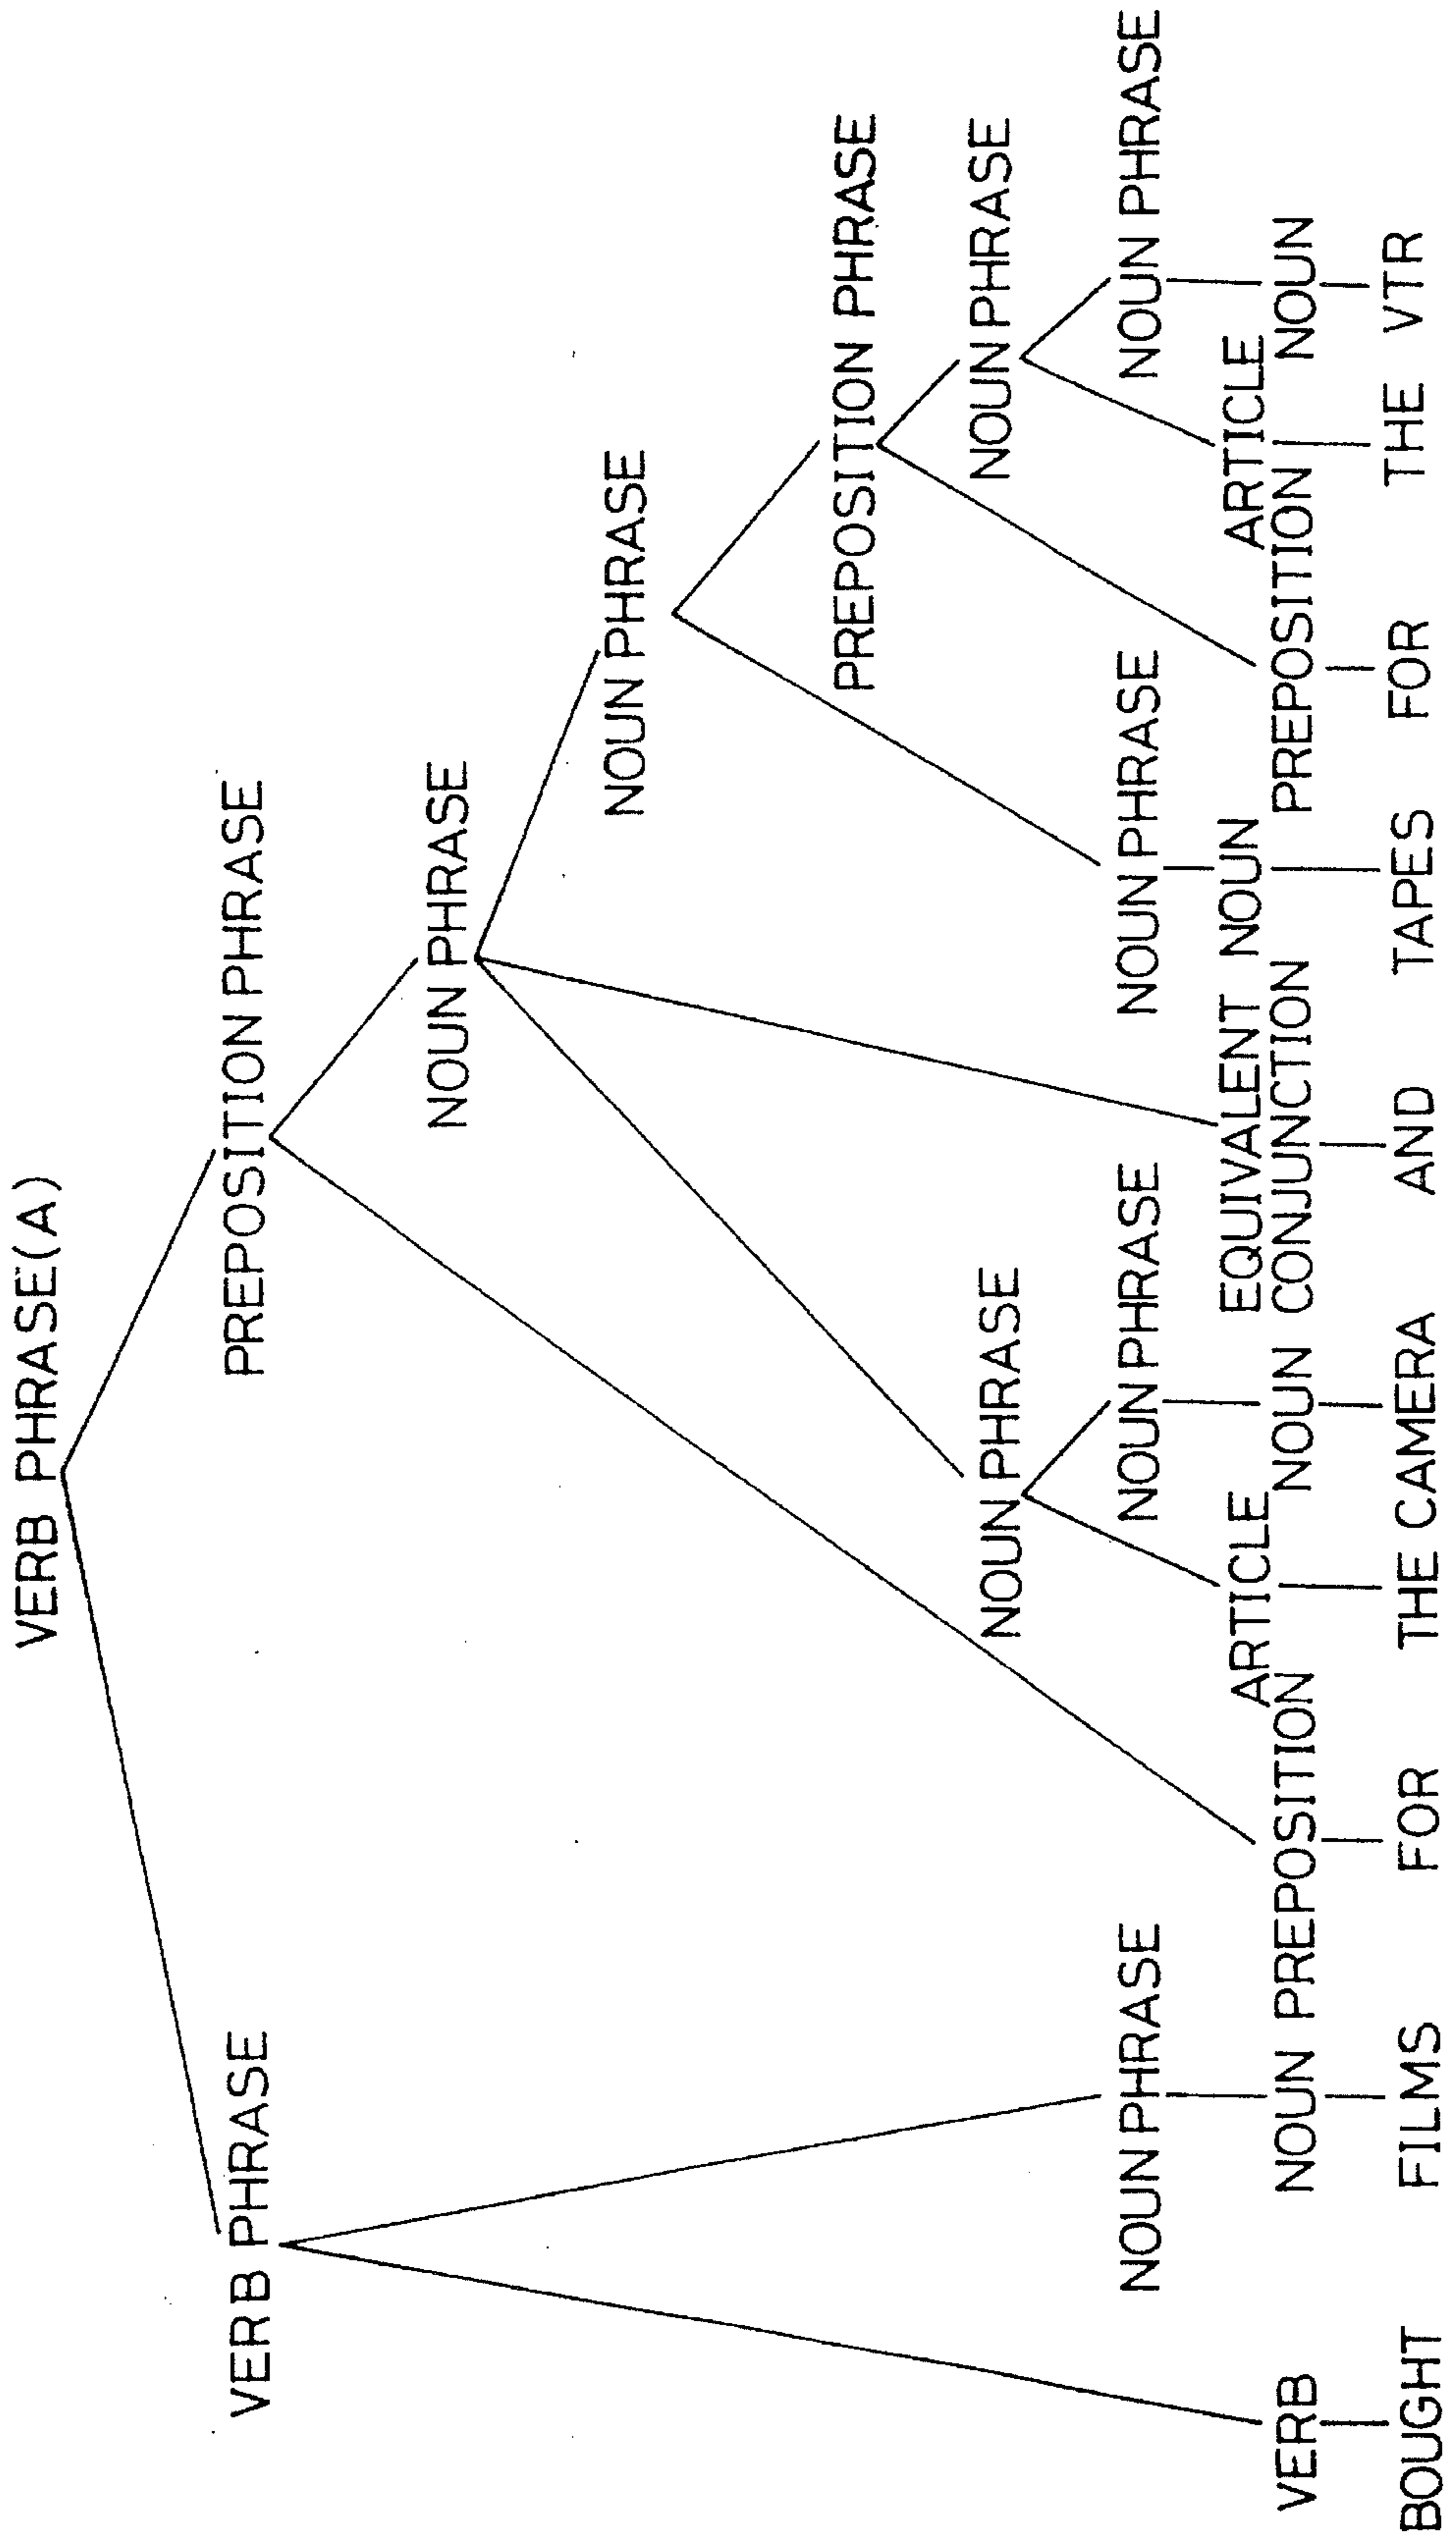 VERB PHRASE(A)
VERB PHRASE
PREPOSITION PHRASE
NOUN PHRASE
NOUN PHRASE
PREPOSITION PHRASE
NOUN PHRASE
NOUN PHRASE
NOUN PHRASE
NOUN PHRASE
NOUN PHRASE
NOUN PHRASE
ARTICLE
EQUIVALENT
NOUN
ARTICLE
VERB
NOUN
PREPOSITION
NOUN
CONJUNCTION
PREPOSITION
NOUN
BOUGHT FILMS FOR THE CAMERA AND TAPES FOR THE VTR